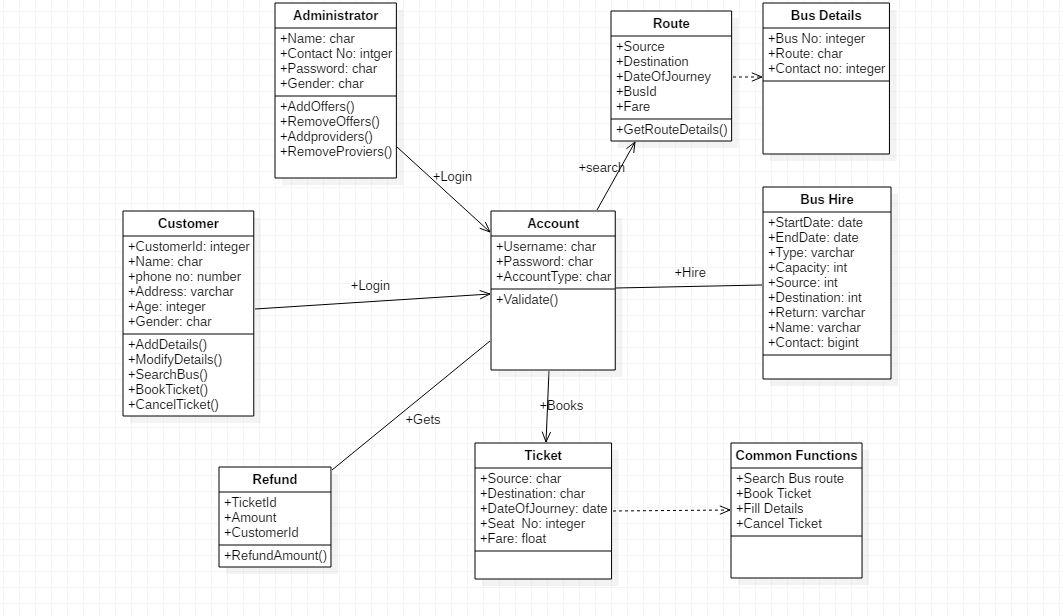 Administrator
+Name: char
+Contact No: intger
+Password: char
+Gender: char
+AddOffers()
+RemoveOffers()
+Addproviders()
+RemoveProviers()
Route
+Source
+Destination
+DateOfJourney
+BusId
+Fare
+GetRouteDetails()
Bus Details
+Bus No: integer
+Route: char
+Contact no: integer
+Login
+search
Customer
+CustomerId: integer
+Name: char
+phone no: number
+Address: varchar
+Age: integer
+Gender: char
+AddDetails()
+ModifyDetails()
+SearchBus()
+BookTicket()
+CancelTicket()
+Login
Account
+Username: char
+Password: char
+AccountType: char
+Validate()
+Hire
Bus Hire
+StartDate: date
+EndDate: date
+Type: varchar
+Capacity: int
+Source: int
+Destination: int
+Return: varchar
+Name: varchar
+Contact: bigint
+Gets
+Books
Refund
+TicketId
+Amount
+CustomerId
+RefundAmount()
Ticket
+Source: char
+Destination: char
+DateOfJourney: date
+Seat  No: integer
+Fare: float
Common Functions
+Search Bus route
+Book Ticket
+Fill Details
+Cancel Ticket